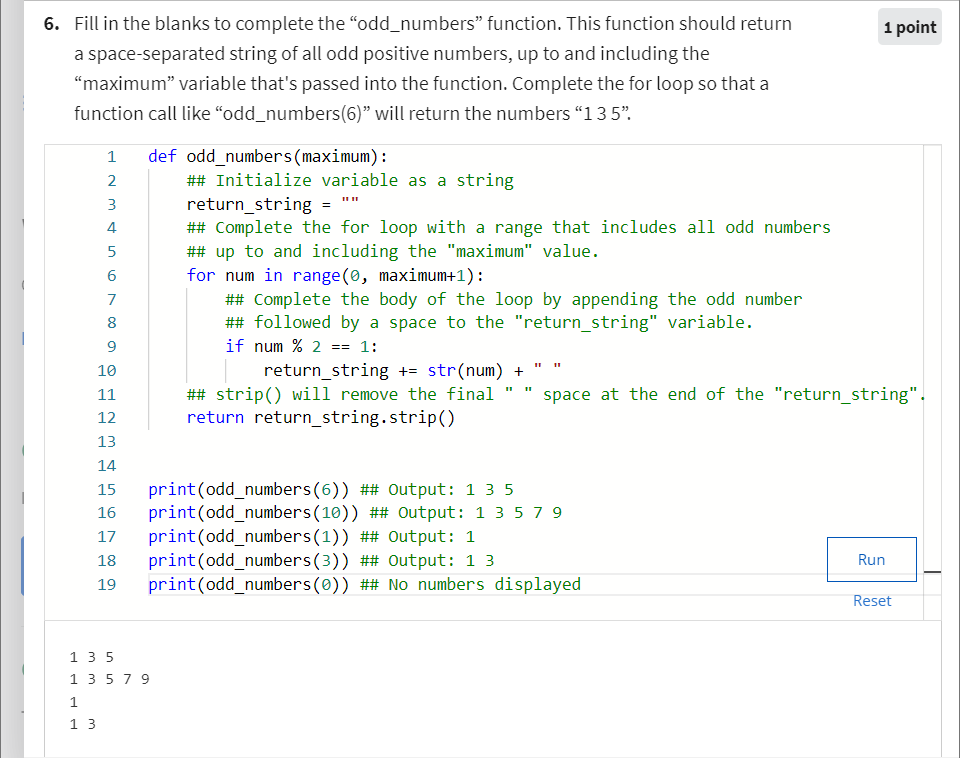 6. Fill in the blanks to complete the “odd_numbers” function. This function should return
1 point
a space-separated string of all odd positive numbers, up to and including the
“maximum” variable that's passed into the function. Complete the for loop so that a
function call like “odd_numbers(6)” will return the numbers “1 3 5”.
1 def odd_numbers(maximum):
2 ## Initialize variable as a string
3 return_string = ""
4 ## Complete the for loop with a range that includes all odd numbers
5 ## up to and including the "maximum" value.
6 for num in range(0, maximum+1):
7 ## Complete the body of the loop by appending the odd number
8 ## followed by a space to the "return_string" variable.
9 if num % 2 == 1:
10 return_string += str(num) + " "
11 ## strip() will remove the final " " space at the end of the "return_string".
12 return return_string.strip()
13
14
15 print(odd_numbers(6)) ## Output: 1 3 5
16 print(odd_numbers(10)) ## Output: 1 3 5 7 9
17 print(odd_numbers(1)) ## Output: 1
18 print(odd_numbers(3)) ## Output: 1 3
Run
19 print(odd_numbers(0)) ## No numbers displayed
Reset
1 3 5
1 3 5 7 9
1
1 3